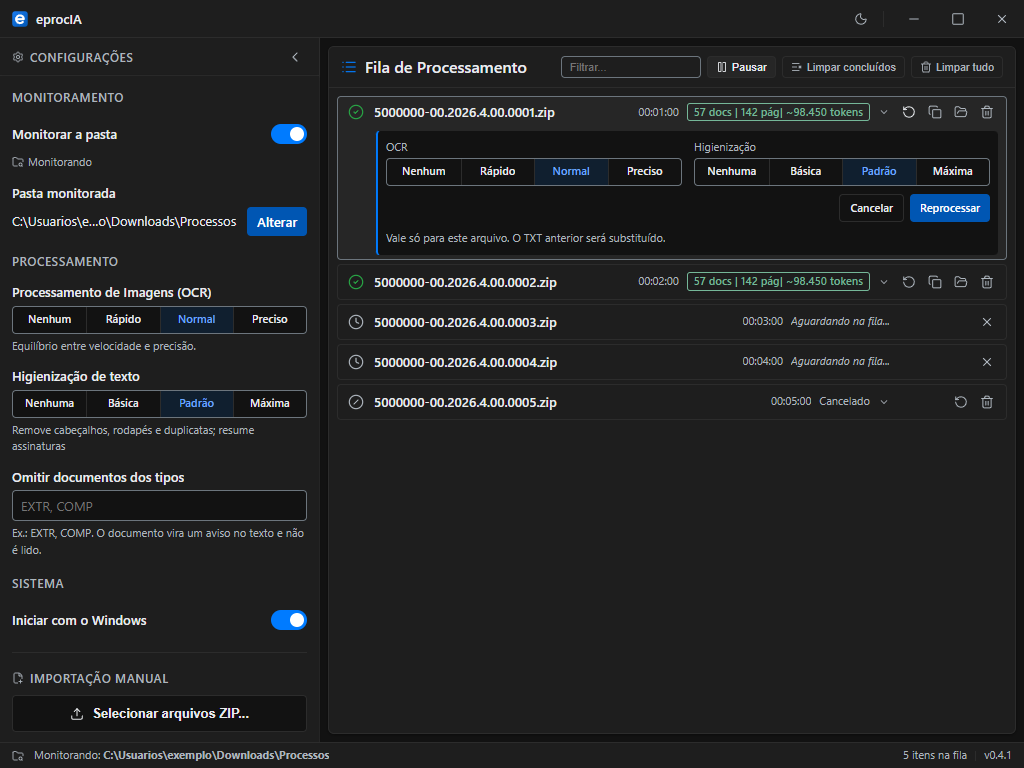 eprocIA
CONFIGURAÇÕES
MONITORAMENTO
Monitorar a pasta
Monitorando
Pasta monitorada
C:\Usuarios\e...o\Downloads\Processos
Alterar
PROCESSAMENTO
Processamento de Imagens (OCR)
Nenhum Rápido Normal Preciso
Equilíbrio entre velocidade e precisão.
Higienização de texto
Nenhuma Básica Padrão Máxima
Remove cabeçalhos, rodapés e duplicatas; resume
assinaturas
Omitir documentos dos tipos
EXTR, COMP
Ex.: EXTR, COMP. O documento vira um aviso no texto e não
é lido.
SISTEMA
Iniciar com o Windows
IMPORTAÇÃO MANUAL
Selecionar arquivos ZIP...
Fila de Processamento
Filtrar...
Pausar
Limpar concluídos
Limpar tudo
5000000-00.2026.4.00.0001.zip 00:01:00 57 docs | 142 pág| ~98.450 tokens
OCR
Nenhum Rápido Normal Preciso
Higienização
Nenhuma Básica Padrão Máxima
Cancelar Reprocessar
Vale só para este arquivo. O TXT anterior será substituído.
5000000-00.2026.4.00.0002.zip 00:02:00 57 docs | 142 pág| ~98.450 tokens
5000000-00.2026.4.00.0003.zip 00:03:00 Aguardando na fila...
5000000-00.2026.4.00.0004.zip 00:04:00 Aguardando na fila...
5000000-00.2026.4.00.0005.zip 00:05:00 Cancelado
Monitorando: C:\Usuarios\exemplo\Downloads\Processos
5 itens na fila
v0.4.1